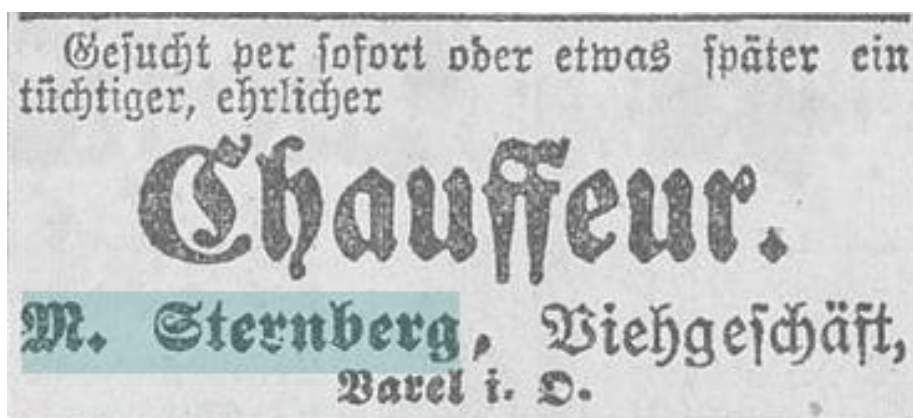 Gesucht per sofort oder etwas später ein
tüchtiger, ehrlicher
Chauffeur.
M. Sternberg, Viehgeschäft,
Varel i. O.